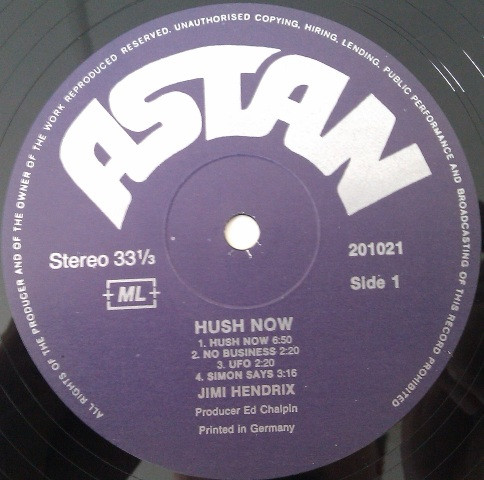 ALL RIGHTS OF THE PRODUCER AND OF THE OWNER OF THE WORK REPRODUCED RESERVED. UNAUTHORISED COPYING, HIRING, LENDING, PUBLIC PERFORMANCE AND BROADCASTING OF THIS RECORD PROHIBITED
ASTAN
Stereo 33 1/3
201021
ML
Side 1
HUSH NOW
1. HUSH NOW 6:50
2. NO BUSINESS 2:20
3. UFO 2:20
4. SIMON SAYS 3:16
JIMI HENDRIX
Producer Ed Chalpin
Printed in Germany